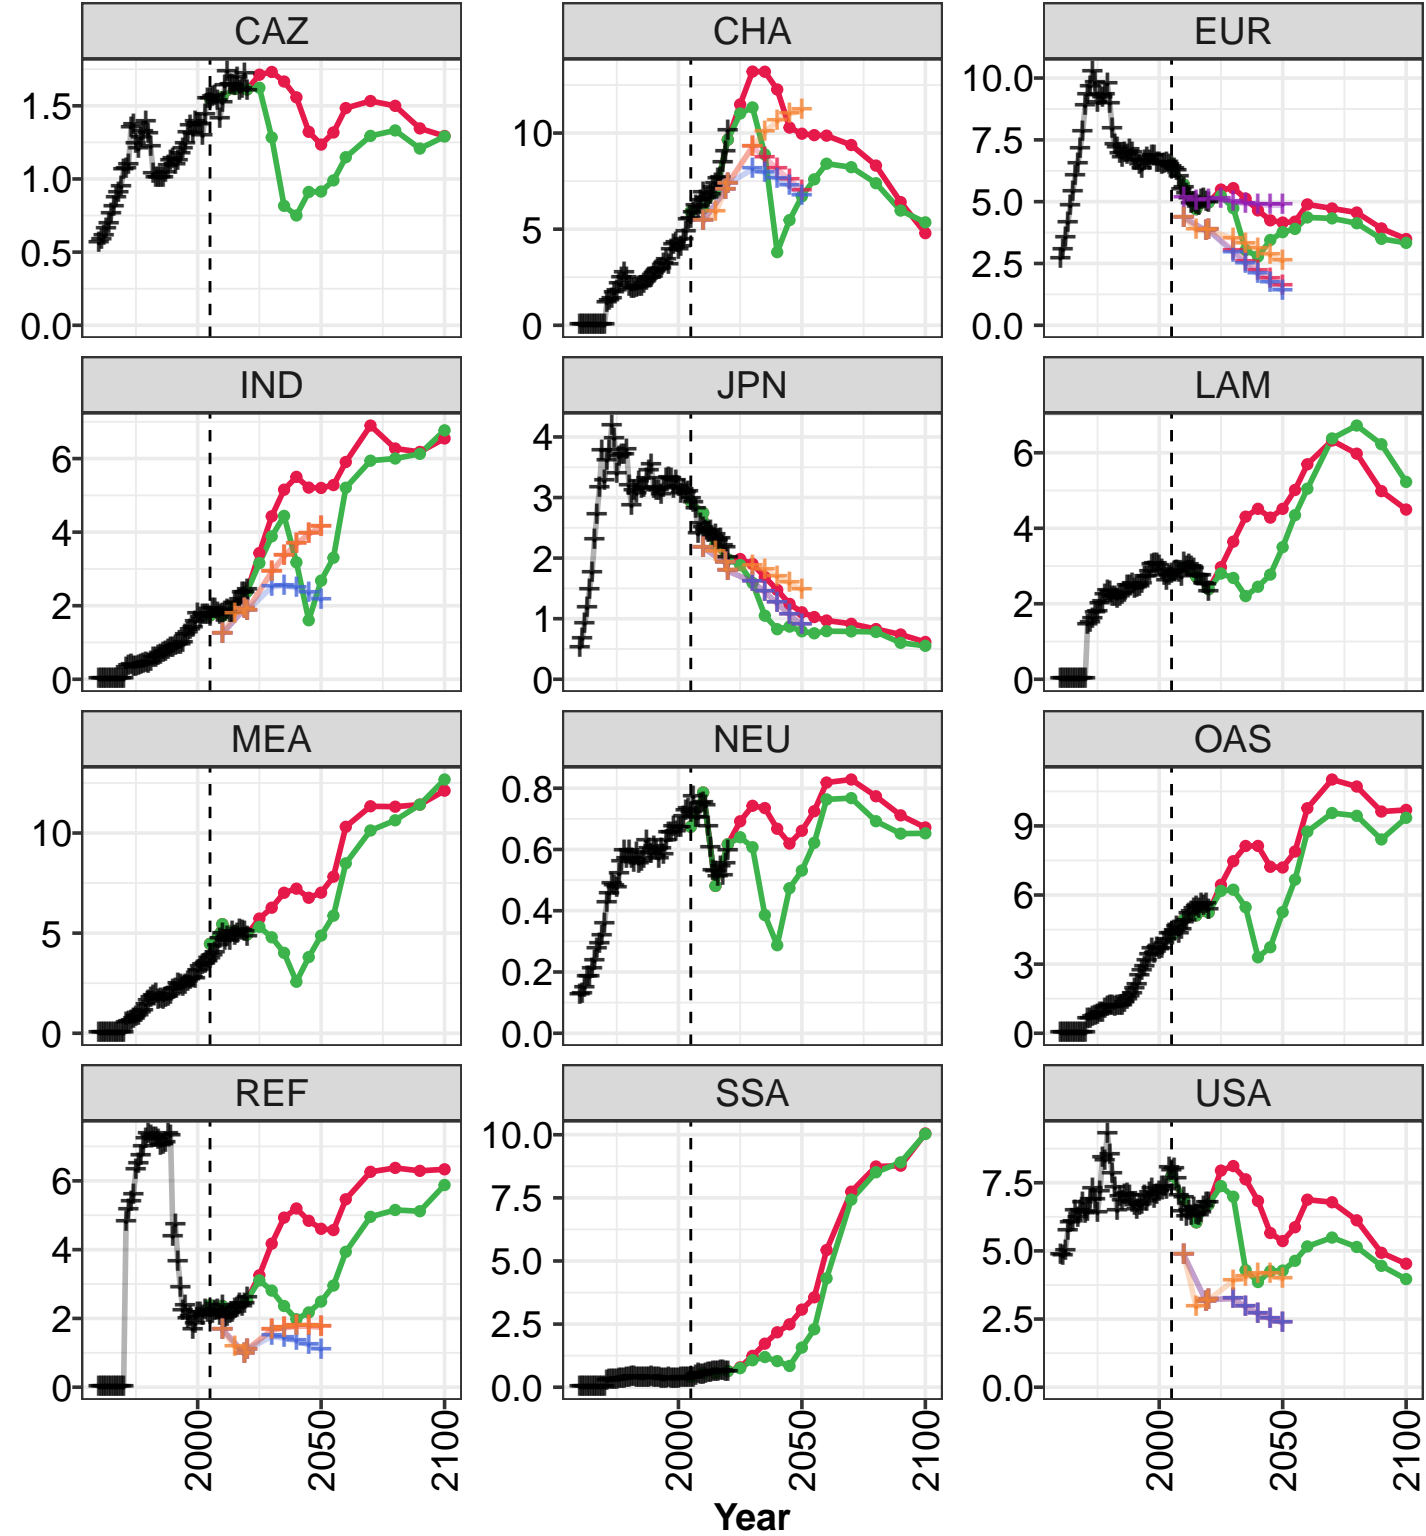 CAZ CHA EUR
1.5 10 10.0
1.0 5 7.5
0.5 0 5.0
0.0 2.5
0.0
IND JPN LAM
6 4 6
4 3 4
2 2 2
0 1 0
0
MEA NEU OAS
10 0.8 9
5 0.6 6
0 0.4 3
0.2 0
0.0
REF SSA USA
6 10.0 7.5
4 7.5 5.0
2 5.0 2.5
0 2.5 0.0
0.0
2000 2050 2100 2000 2050 2100 2000 2050 2100
Year